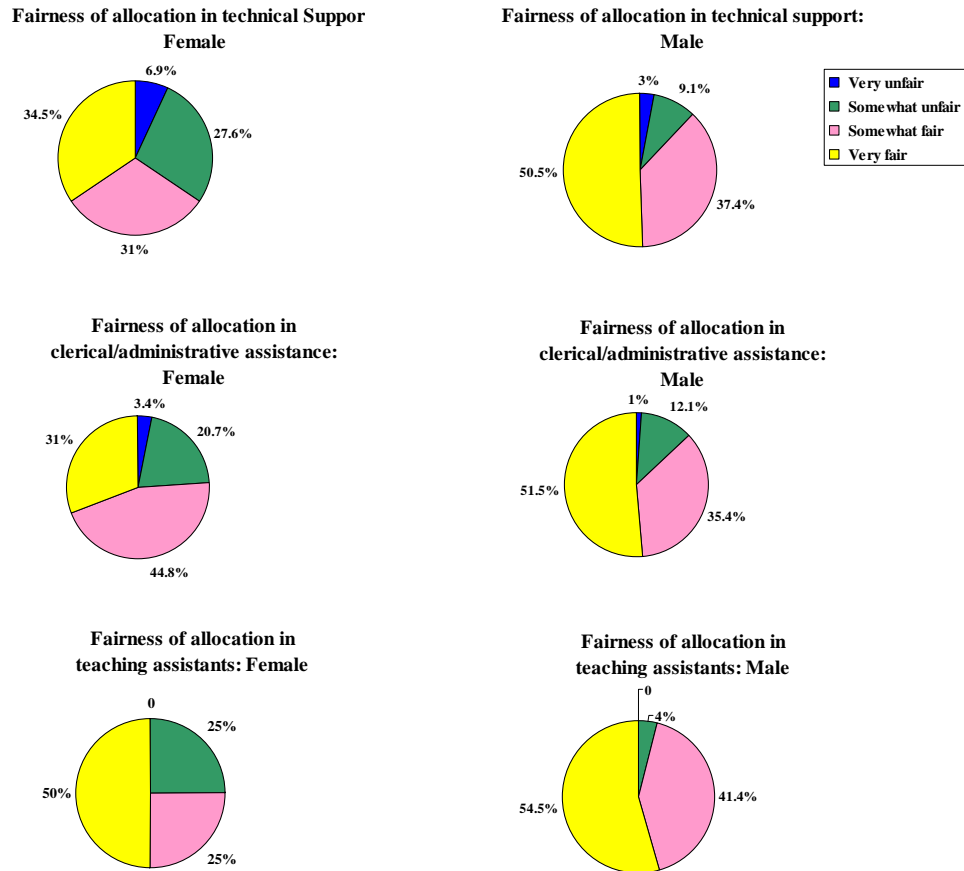 Fairness of allocation in technical Suppor
Female
6.9%
34.5%
27.6%
31%
Fairness of allocation in technical support:
Male
3%
9.1%
50.5%
37.4%
Very unfair
Somewhat unfair
Somewhat fair
Very fair
Fairness of allocation in
clerical/administrative assistance:
Female
3.4%
31%
20.7%
44.8%
Fairness of allocation in
clerical/administrative assistance:
Male
1%
12.1%
51.5%
35.4%
Fairness of allocation in
teaching assistants: Female
0
25%
50%
25%
Fairness of allocation in
teaching assistants: Male
0
4%
54.5%
41.4%